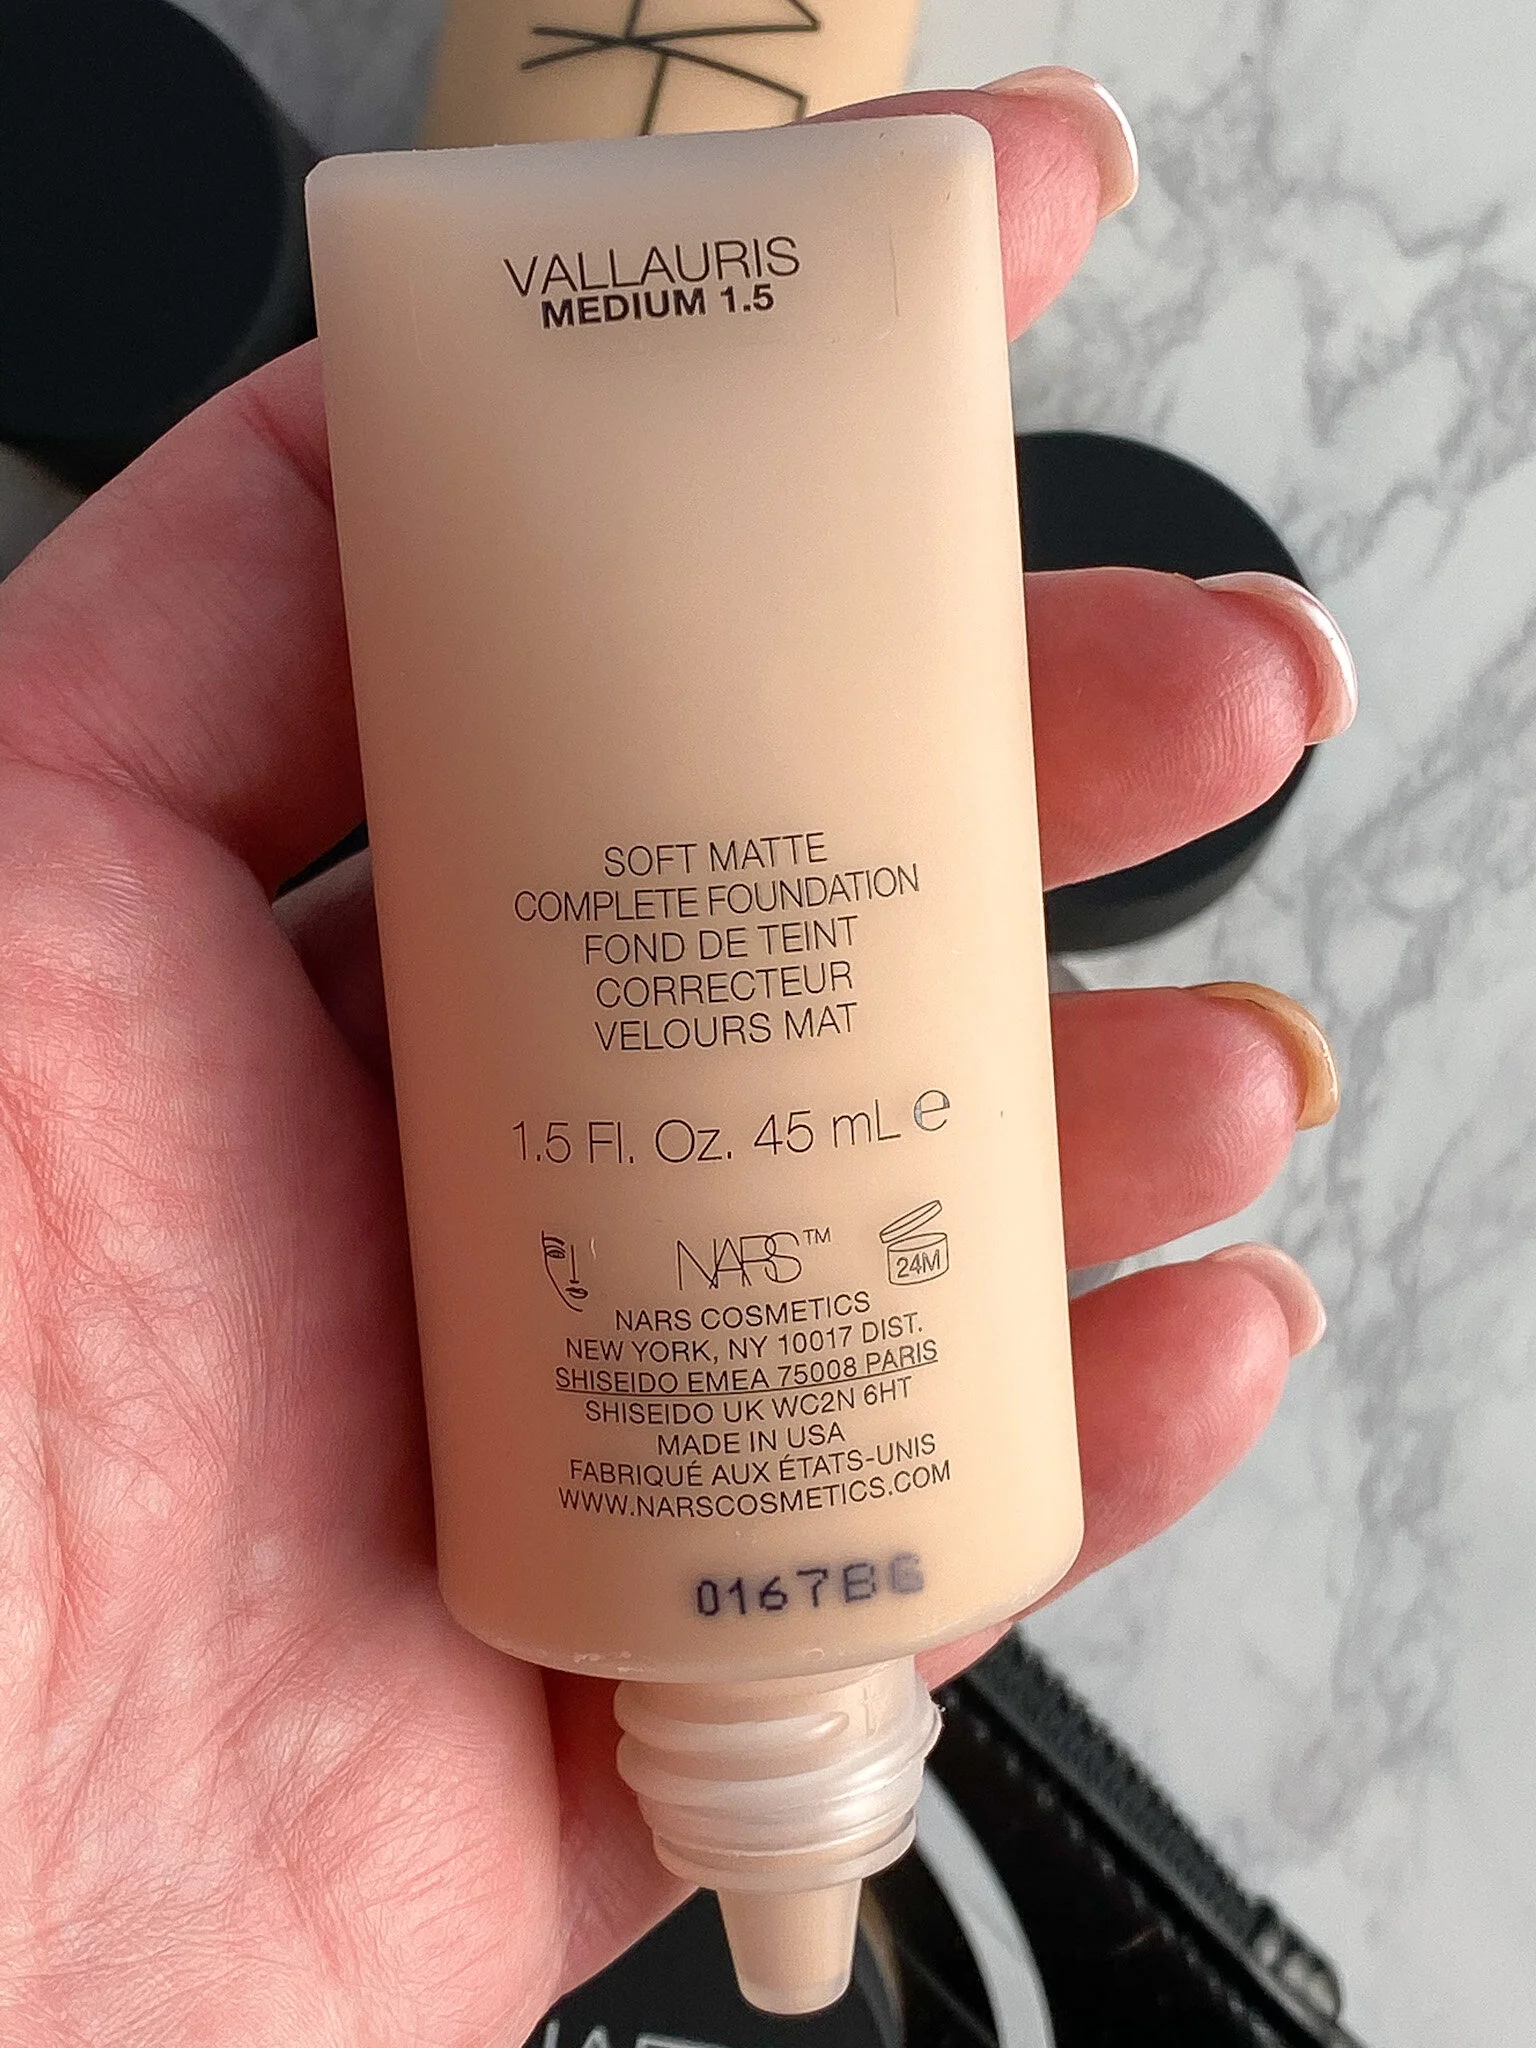 VALLAURIS
MEDIUM 1.5
SOFT MATTE
COMPLETE FOUNDATION
FOND DE TEINT
CORRECTEUR
VELOURS MAT
1.5 Fl. Oz. 45 mL e
NARS™
24M
NARS COSMETICS
NEW YORK, NY 10017 DIST.
SHISEIDO EMEA 75008 PARIS
SHISEIDO UK WC2N 6HT
MADE IN USA
FABRIQUÉ AUX ÉTATS-UNIS
WWW.NARSCOSMETICS.COM